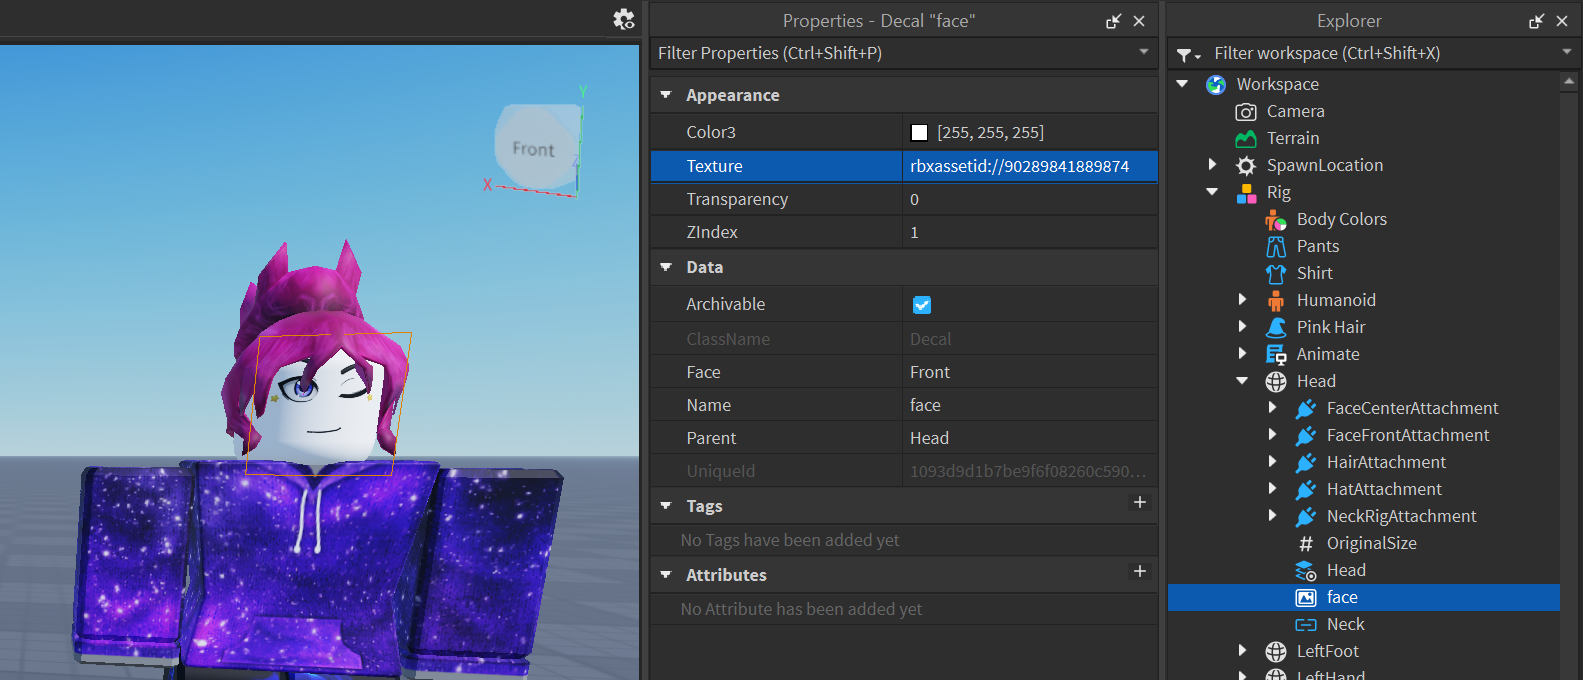 Front
Y
Z
X
Properties - Decal "face"
Filter Properties (Ctrl+Shift+P)
Appearance
Color3 [255, 255, 255]
Texture rbxassetid://90289841889874
Transparency 0
ZIndex 1
Data
Archivable
ClassName Decal
Face Front
Name face
Parent Head
UniqueId 1093d9d1b7be9f6f08260c590...
Tags
No Tags have been added yet
Attributes
No Attribute has been added yet
Explorer
Filter workspace (Ctrl+Shift+X)
Workspace
Camera
Terrain
SpawnLocation
Rig
Body Colors
Pants
Shirt
Humanoid
Pink Hair
Animate
Head
FaceCenterAttachment
FaceFrontAttachment
HairAttachment
HatAttachment
NeckRigAttachment
OriginalSize
Head
face
Neck
LeftFoot
LeftHand